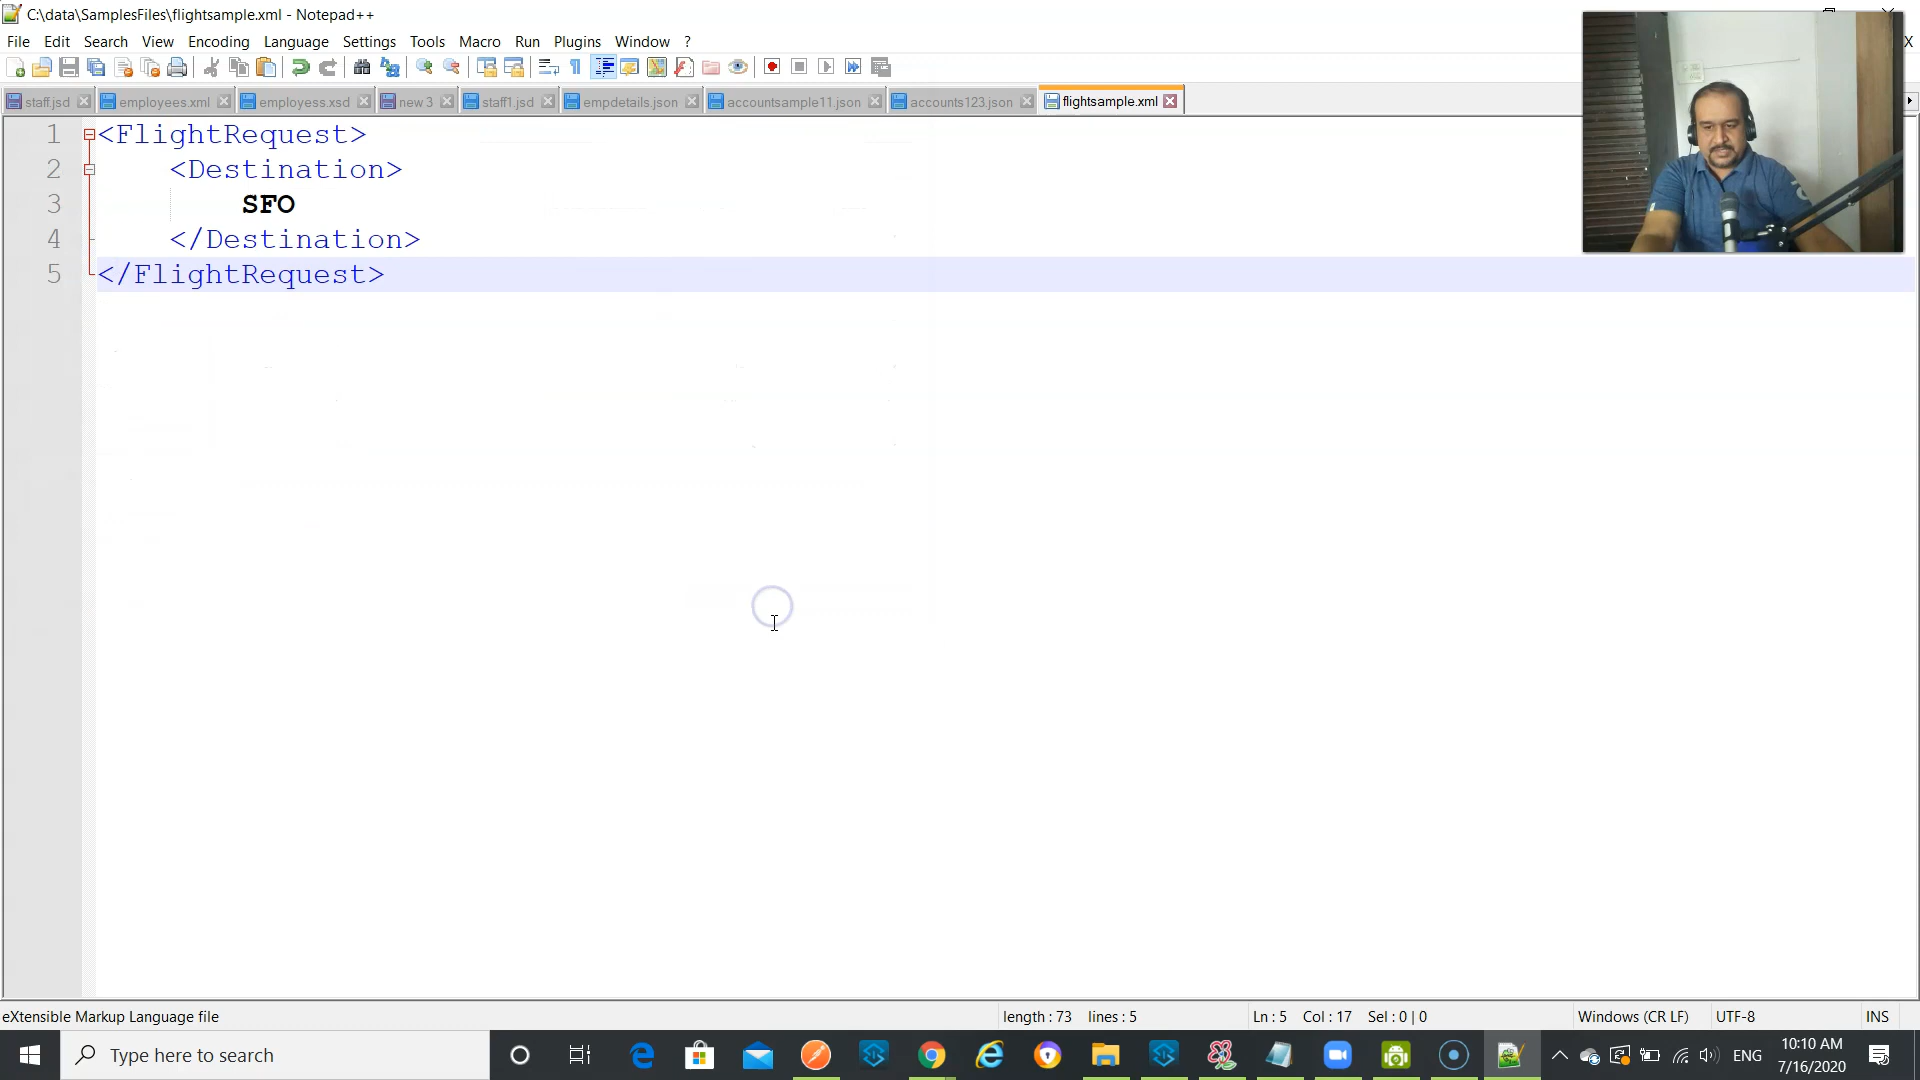 C:\data\SamplesFiles\flightsample.xml - Notepad++
File Edit Search View Encoding Language Settings Tools Macro Run Plugins Window ? X
staff.jsd employees.xml employess.xsd new 3 staff1.jsd empdetails.json accountsample11.json accounts123.json flightsample.xml
1 <FlightRequest>
2 <Destination>
3 SFO
4 </Destination>
5 </FlightRequest>
eXtensible Markup Language file length : 73 lines : 5 Ln : 5 Col : 17 Sel : 0 | 0 Windows (CR LF) UTF-8 INS
Type here to search ENG 10:10 AM
7/16/2020